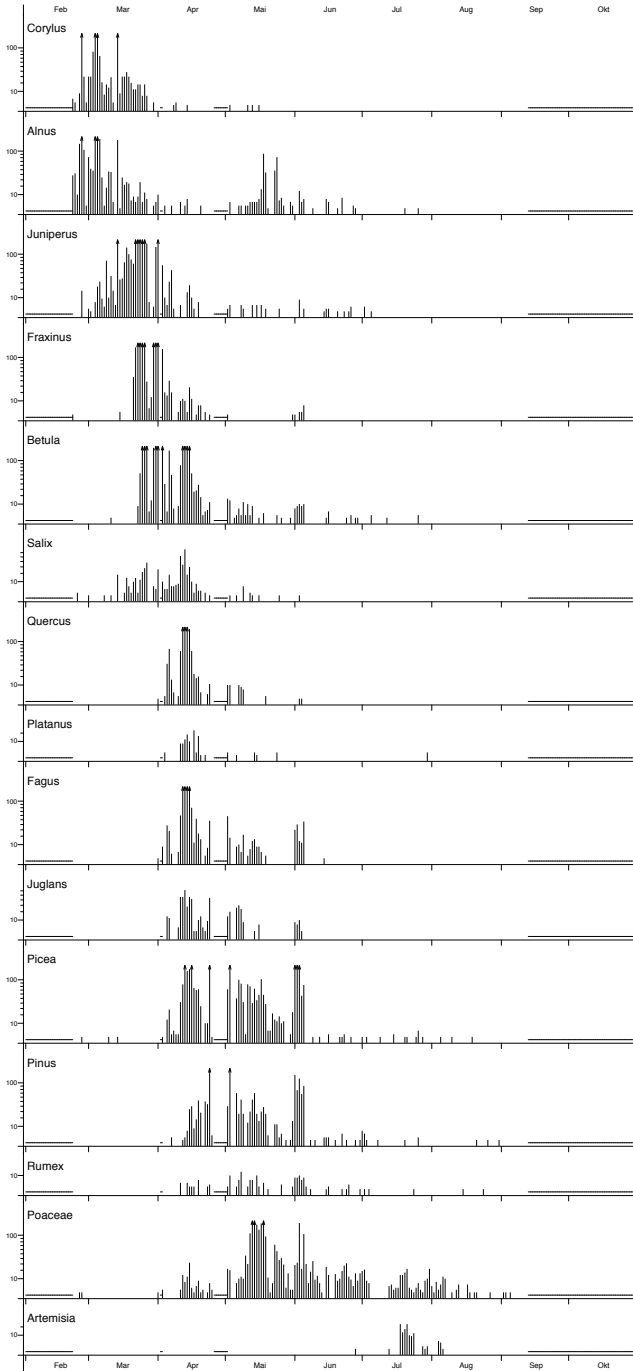 Feb Mar Apr Mai Jun Jul Aug Sep Okt
Corylus
100
10
Alnus
100
10
Juniperus
100
10
Fraxinus
100
10
Betula
100
10
Salix
10
Quercus
100
10
Platanus
10
Fagus
100
10
Juglans
10
Picea
100
10
Pinus
100
10
Rumex
10
Poaceae
100
10
Artemisia
10
Feb Mar Apr Mai Jun Jul Aug Sep Okt